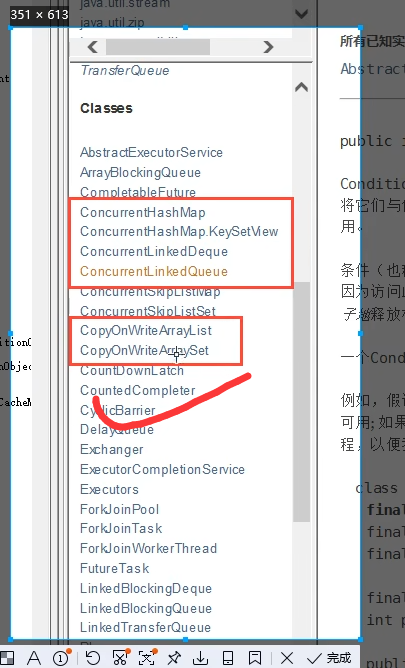 java.util.stream
351 × 613
java.util.zip
TransferQueue
Classes
AbstractExecutorService
ArrayBlockingQueue
CompletableFuture
ConcurrentHashMap
ConcurrentHashMap.KeySetView
ConcurrentLinkedDeque
ConcurrentLinkedQueue
ConcurrentSkipListMap
ConcurrentSkipListSet
CopyOnWriteArrayList
CopyOnWriteArraySet
CountDownLatch
CountedCompleter
CyclicBarrier
DelayQueue
Exchanger
ExecutorCompletionService
Executors
ForkJoinPool
ForkJoinTask
ForkJoinWorkerThread
FutureTask
LinkedBlockingDeque
LinkedBlockingQueue
LinkedTransferQueue
所有已知实
Abstract
public i
Condition
将它们与
用。
条件（也
因为访问
释放
一个Cond
例如，假
可用;如果
程，以便
class
final
final
final
final
int p
publi
完成